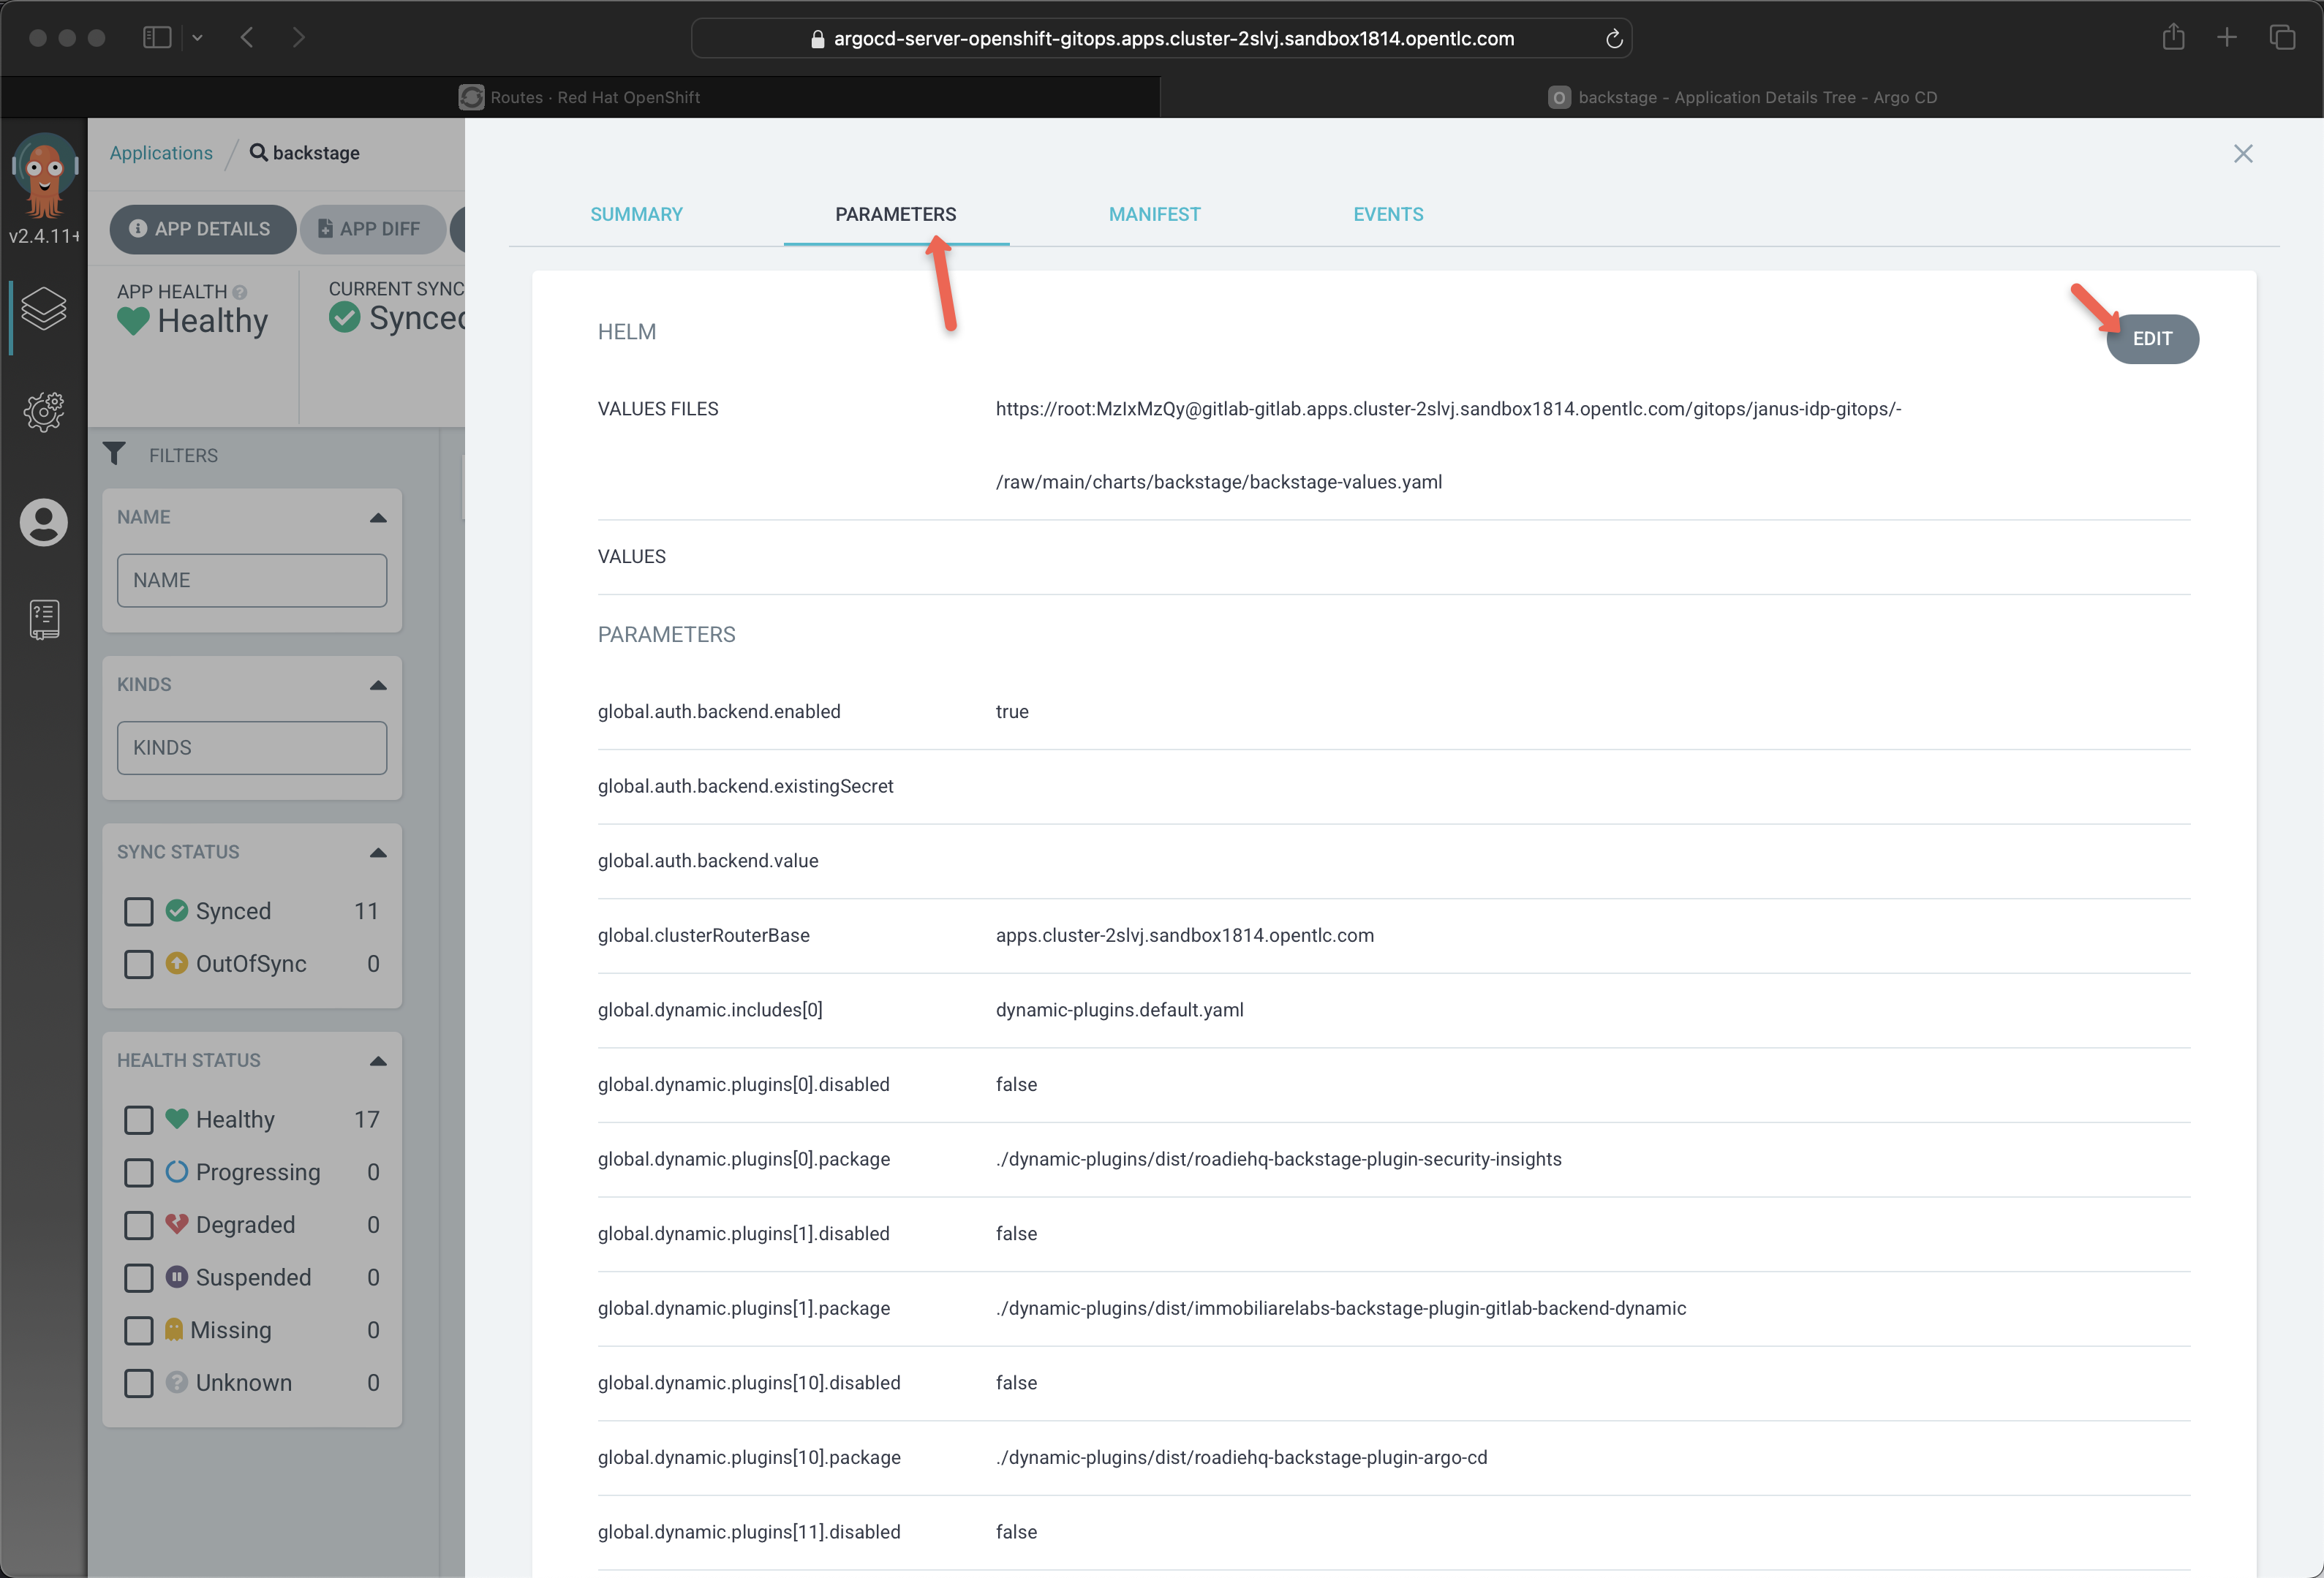 argocd-server-openshift-gitops.apps.cluster-2slvj.sandbox1814.opentlc.com
Routes · Red Hat OpenShift
O backstage - Application Details Tree - Argo CD
v2.4.11+
Applications / backstage
APP DETAILS
APP DIFF
APP HEALTH
Healthy
CURRENT SYNC
Synced
FILTERS
NAME
NAME
KINDS
KINDS
SYNC STATUS
Synced 11
OutOfSync 0
HEALTH STATUS
Healthy 17
Progressing 0
Degraded 0
Suspended 0
Missing 0
Unknown 0
SUMMARY
PARAMETERS
MANIFEST
EVENTS
HELM
EDIT
VALUES FILES
https://root:MzIxMzQy@gitlab-gitlab.apps.cluster-2slvj.sandbox1814.opentlc.com/gitops/janus-idp-gitops/-
/raw/main/charts/backstage/backstage-values.yaml
VALUES
PARAMETERS
global.auth.backend.enabled true
global.auth.backend.existingSecret
global.auth.backend.value
global.clusterRouterBase apps.cluster-2slvj.sandbox1814.opentlc.com
global.dynamic.includes[0] dynamic-plugins.default.yaml
global.dynamic.plugins[0].disabled false
global.dynamic.plugins[0].package ./dynamic-plugins/dist/roadiehq-backstage-plugin-security-insights
global.dynamic.plugins[1].disabled false
global.dynamic.plugins[1].package ./dynamic-plugins/dist/immobiliarelabs-backstage-plugin-gitlab-backend-dynamic
global.dynamic.plugins[10].disabled false
global.dynamic.plugins[10].package ./dynamic-plugins/dist/roadiehq-backstage-plugin-argo-cd
global.dynamic.plugins[11].disabled false